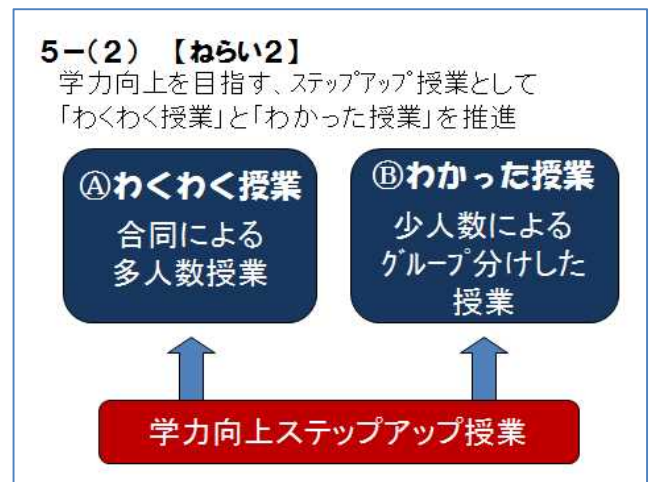 5-(2) 【ねらい2】
学力向上を目指す、ステップアップ授業として
「わくわく授業」と「わかった授業」を推進
Ⓐわくわく授業
合同による
多人数授業
Ⓑわかった授業
少人数による
グループ分けした
授業
学力向上ステップアップ授業